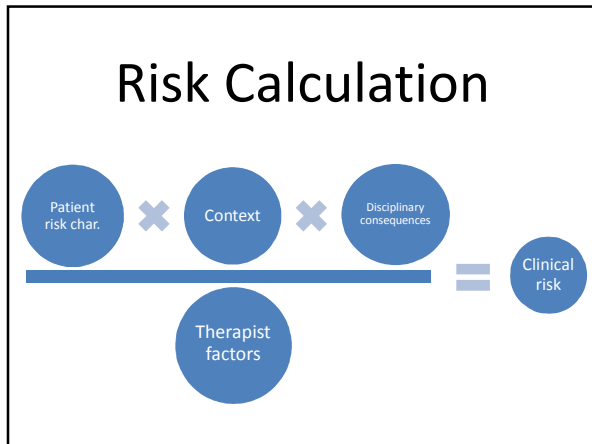 Risk Calculation
Patient
risk char.
Context
Disciplinary
consequences
Clinical
risk
Therapist
factors